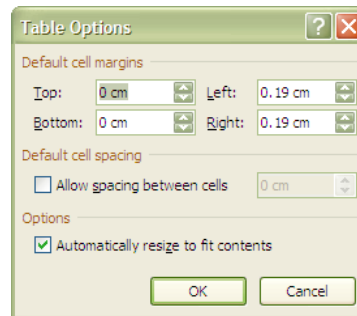 Table Options
Default cell margins
Top: 0 cm Left: 0.19 cm
Bottom: 0 cm Right: 0.19 cm
Default cell spacing
Allow spacing between cells 0 cm
Options
Automatically resize to fit contents
OK Cancel